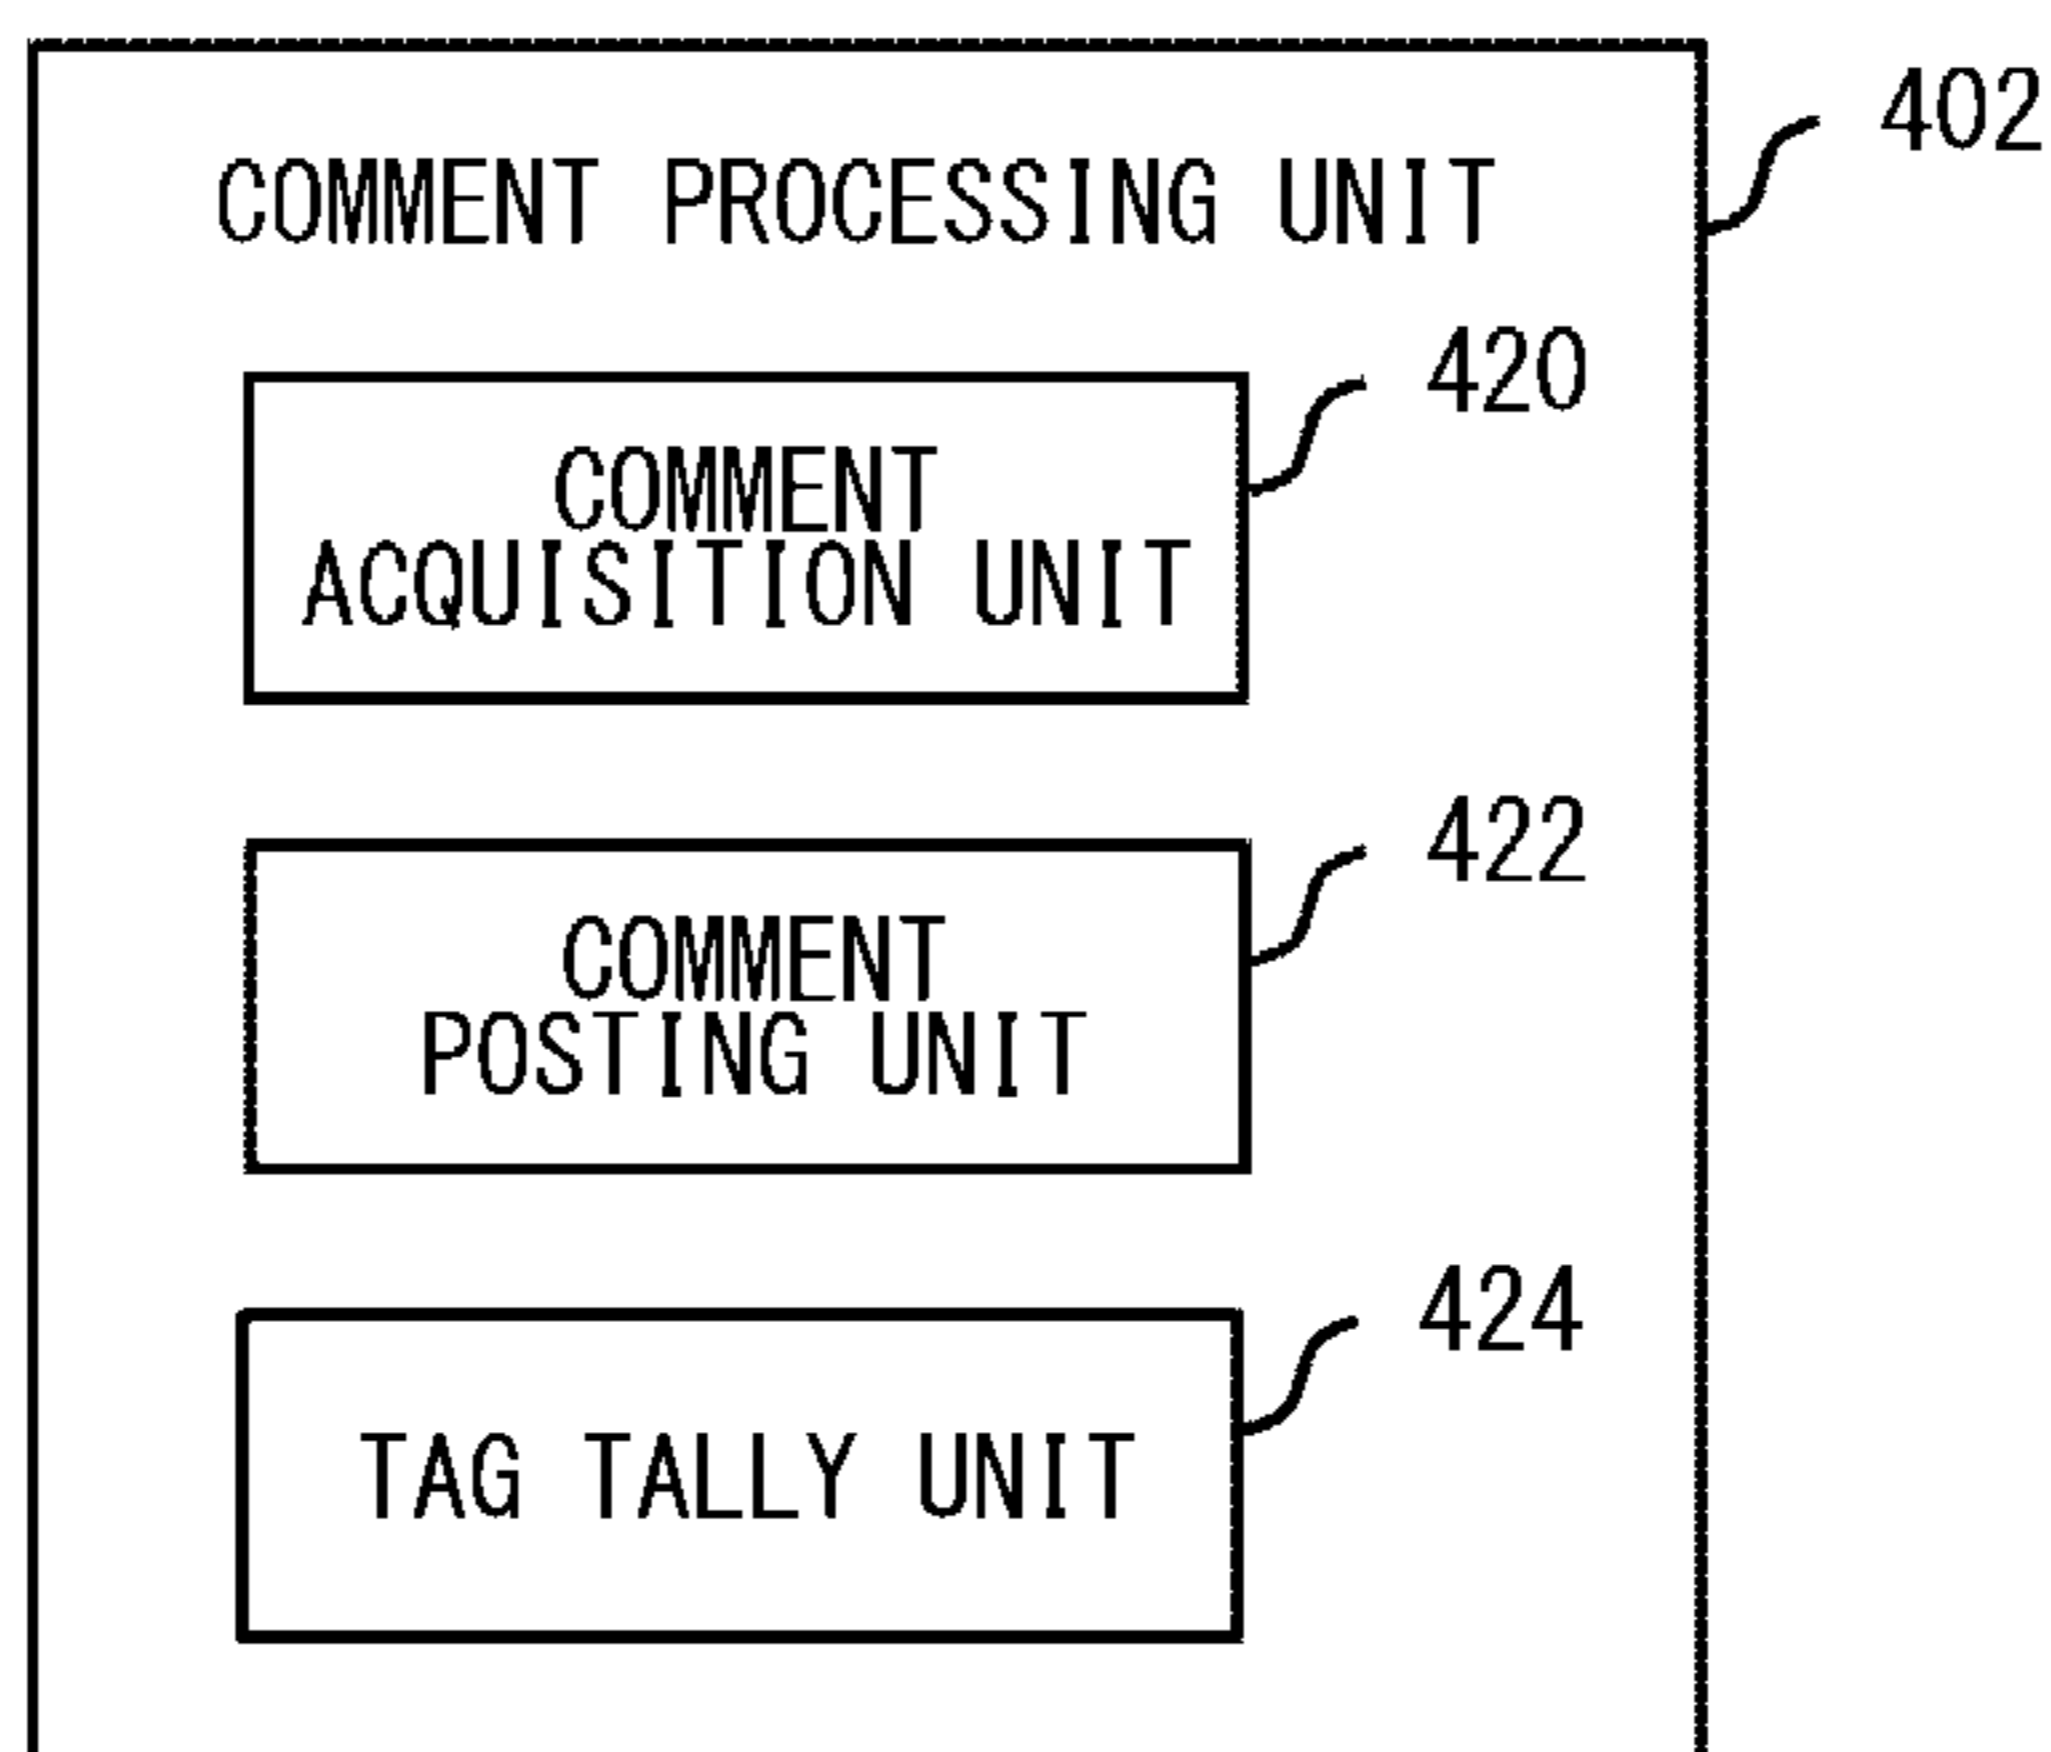 402
COMMENT PROCESSING UNIT
420
COMMENT
ACQUISITION UNIT
422
COMMENT
POSTING UNIT
424
TAG TALLY UNIT